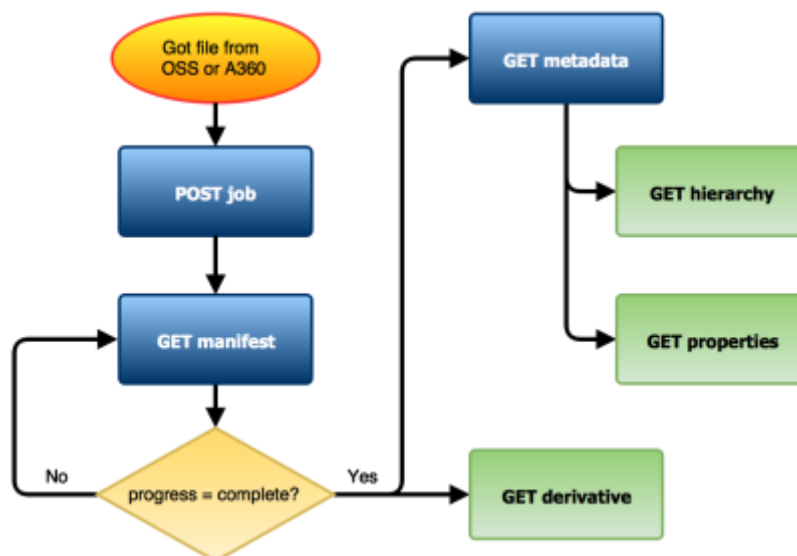 Got file from
OSS or A360
GET metadata
POST job
GET hierarchy
GET manifest
GET properties
No
progress = complete?
Yes
GET derivative